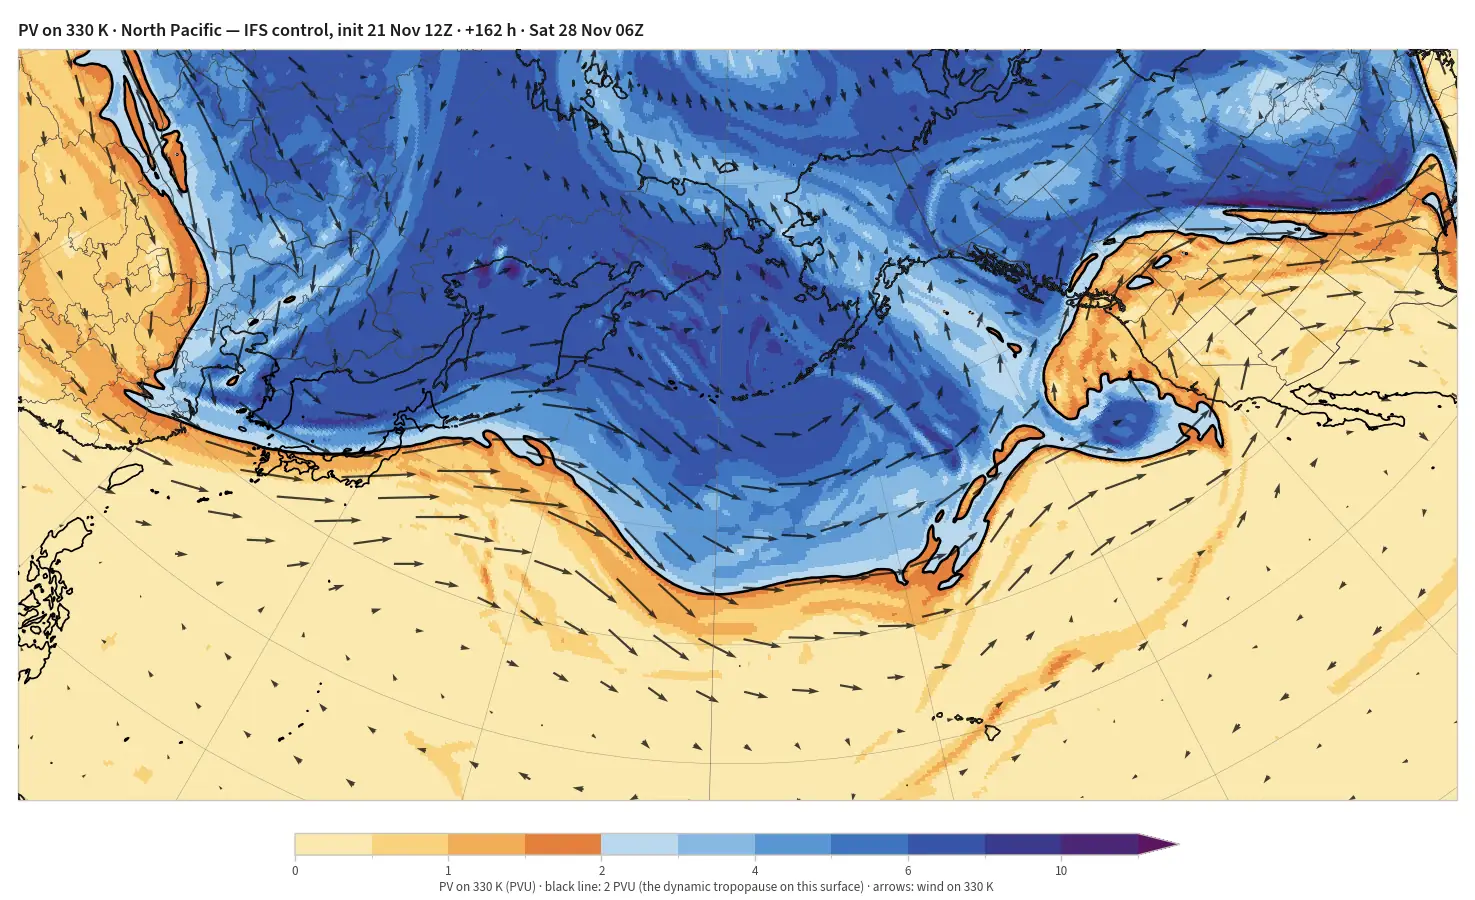 PV on 330 K · North Pacific — IFS control, init 21 Nov 12Z · +162 h · Sat 28 Nov 06Z
0 1 2 4 6 10
PV on 330 K (PVU) · black line: 2 PVU (the dynamic tropopause on this surface) · arrows: wind on 330 K